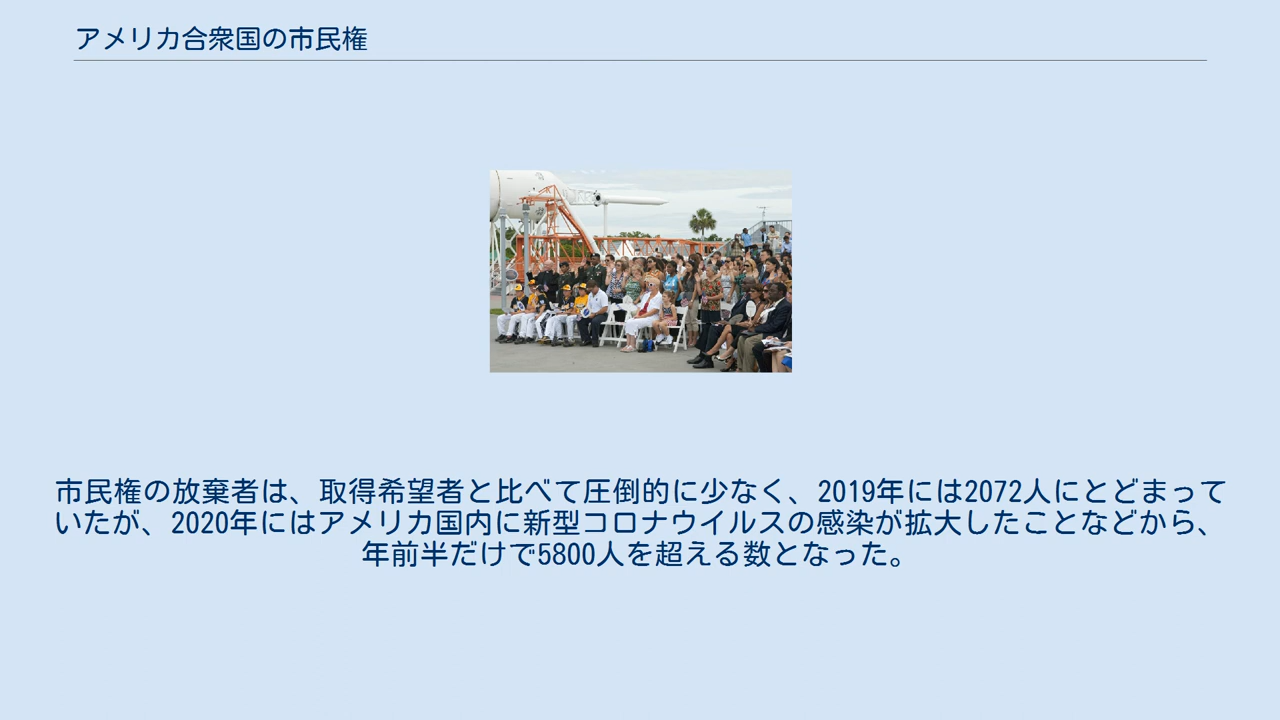 アメリカ合衆国の市民権
市民権の放棄者は、取得希望者と比べて圧倒的に少なく、2019年には2072人にとどまって
いたが、2020年にはアメリカ国内に新型コロナウイルスの感染が拡大したことなどから、
年前半だけで5800人を超える数となった。